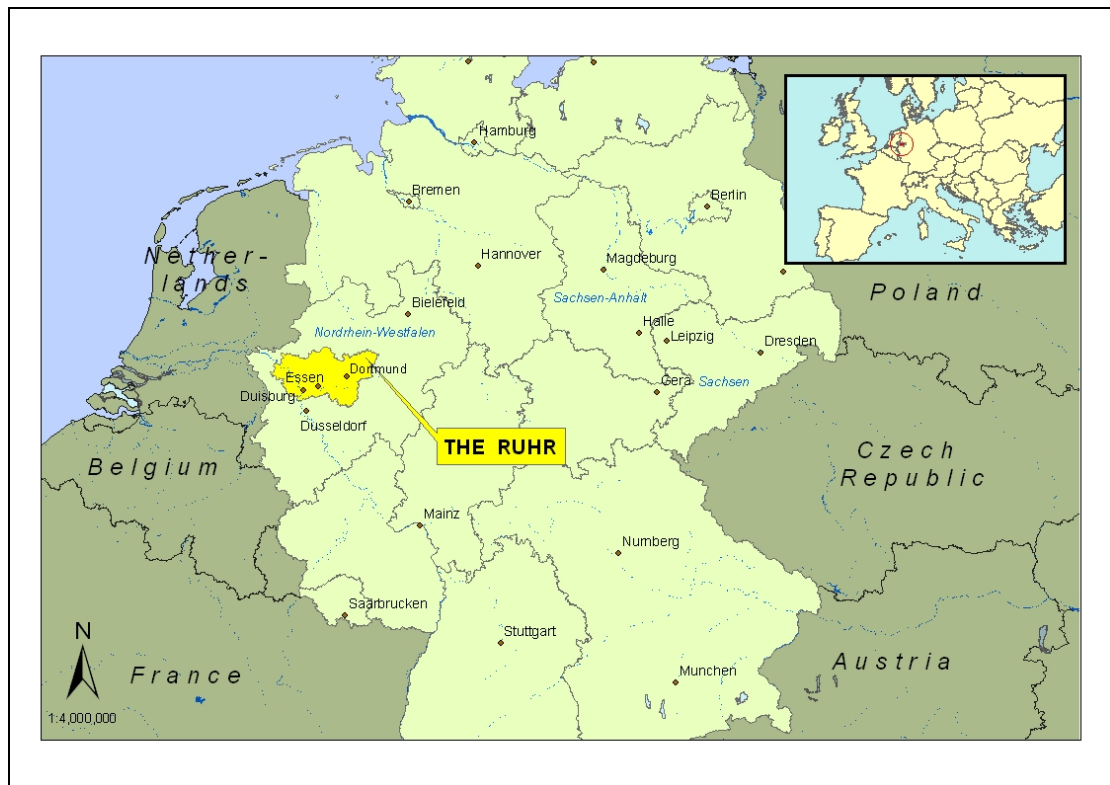 Hamburg
Bremen
Berlin
Nether-
lands
Hannover
Magdeburg
Poland
Bielefeld
Sachsen-Anhalt
Nordrhein-Westfalen
Halle
Leipzig
Dresden
Dortmund
Essen
Gera
Sachsen
Duisburg
Dusseldorf
THE RUHR
Belgium
Czech
Republic
Mainz
Nurnberg
Saarbrucken
N
Stuttgart
France
Munchen
Austria
1:4,000,000